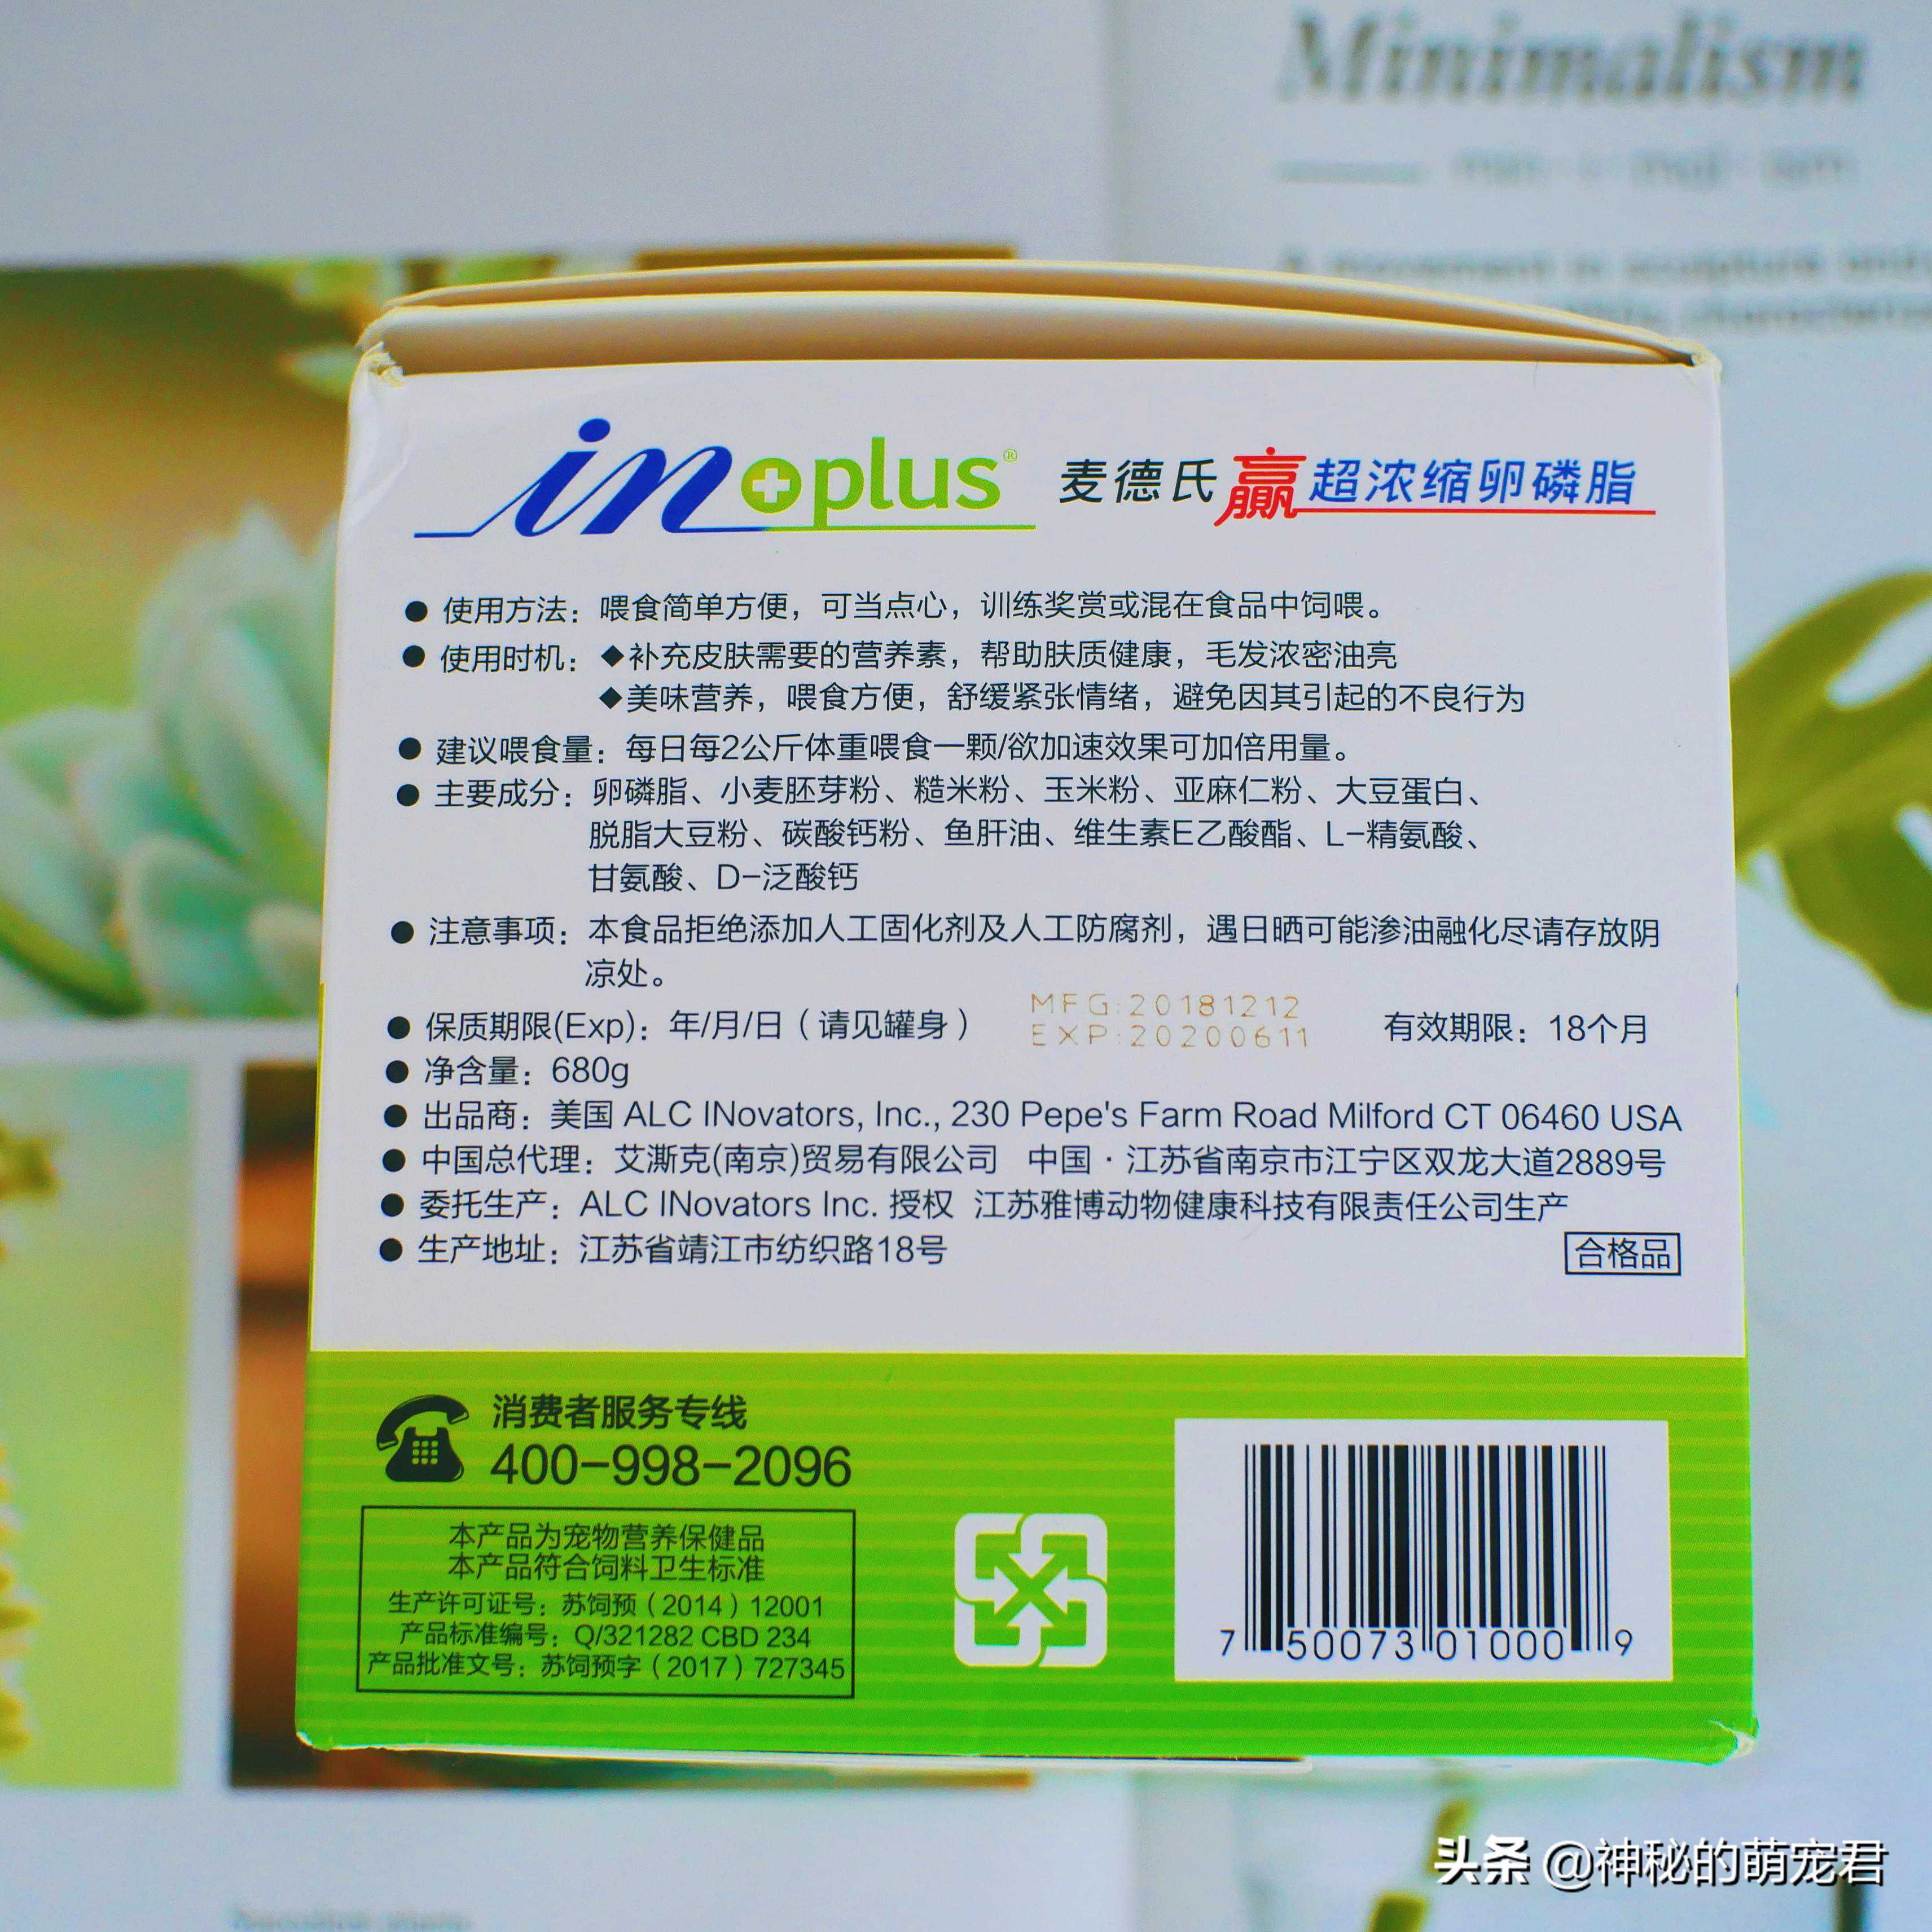 Minimalism
min · i · mal · ism
A movement in sculpture and
inoplus® 麦德氏赢超浓缩卵磷脂
● 使用方法：喂食简单方便，可当点心，训练奖赏或混在食品中饲喂。
● 使用时机：◆补充皮肤需要的营养素，帮助肤质健康，毛发浓密油亮
◆美味营养，喂食方便，舒缓紧张情绪，避免因其引起的不良行为
● 建议喂食量：每日每2公斤体重喂食一颗/欲加速效果可加倍用量。
● 主要成分：卵磷脂、小麦胚芽粉、糙米粉、玉米粉、亚麻仁粉、大豆蛋白、
脱脂大豆粉、碳酸钙粉、鱼肝油、维生素E乙酸酯、L-精氨酸、
甘氨酸、D-泛酸钙
● 注意事项：本食品拒绝添加人工固化剂及人工防腐剂，遇日晒可能渗油融化尽请存放阴
凉处。
● 保质期限(Exp)：年/月/日（请见罐身） MFG:20181212 有效期限：18个月
EXP:20200611
● 净含量：680g
● 出品商：美国 ALC INovators, Inc., 230 Pepe's Farm Road Milford CT 06460 USA
● 中国总代理：艾澌克(南京)贸易有限公司 中国·江苏省南京市江宁区双龙大道2889号
● 委托生产：ALC INovators Inc. 授权 江苏雅博动物健康科技有限责任公司生产
● 生产地址：江苏省靖江市纺织路18号
合格品
消费者服务专线
400-998-2096
本产品为宠物营养保健品
本产品符合饲料卫生标准
生产许可证号：苏饲预（2014）12001
产品标准编号：Q/321282 CBD 234
产品批准文号：苏饲预字（2017）727345
7 50073 01000 9
头条 @神秘的萌宠君